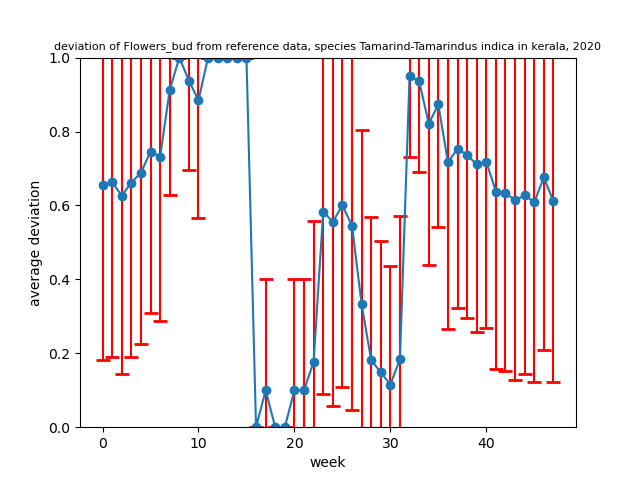 deviation of Flowers_bud from reference data, species Tamarind-Tamarindus indica in kerala, 2020
1.0
0.8
0.6
0.4
0.2
0.0
average deviation
0 10 20 30 40
week